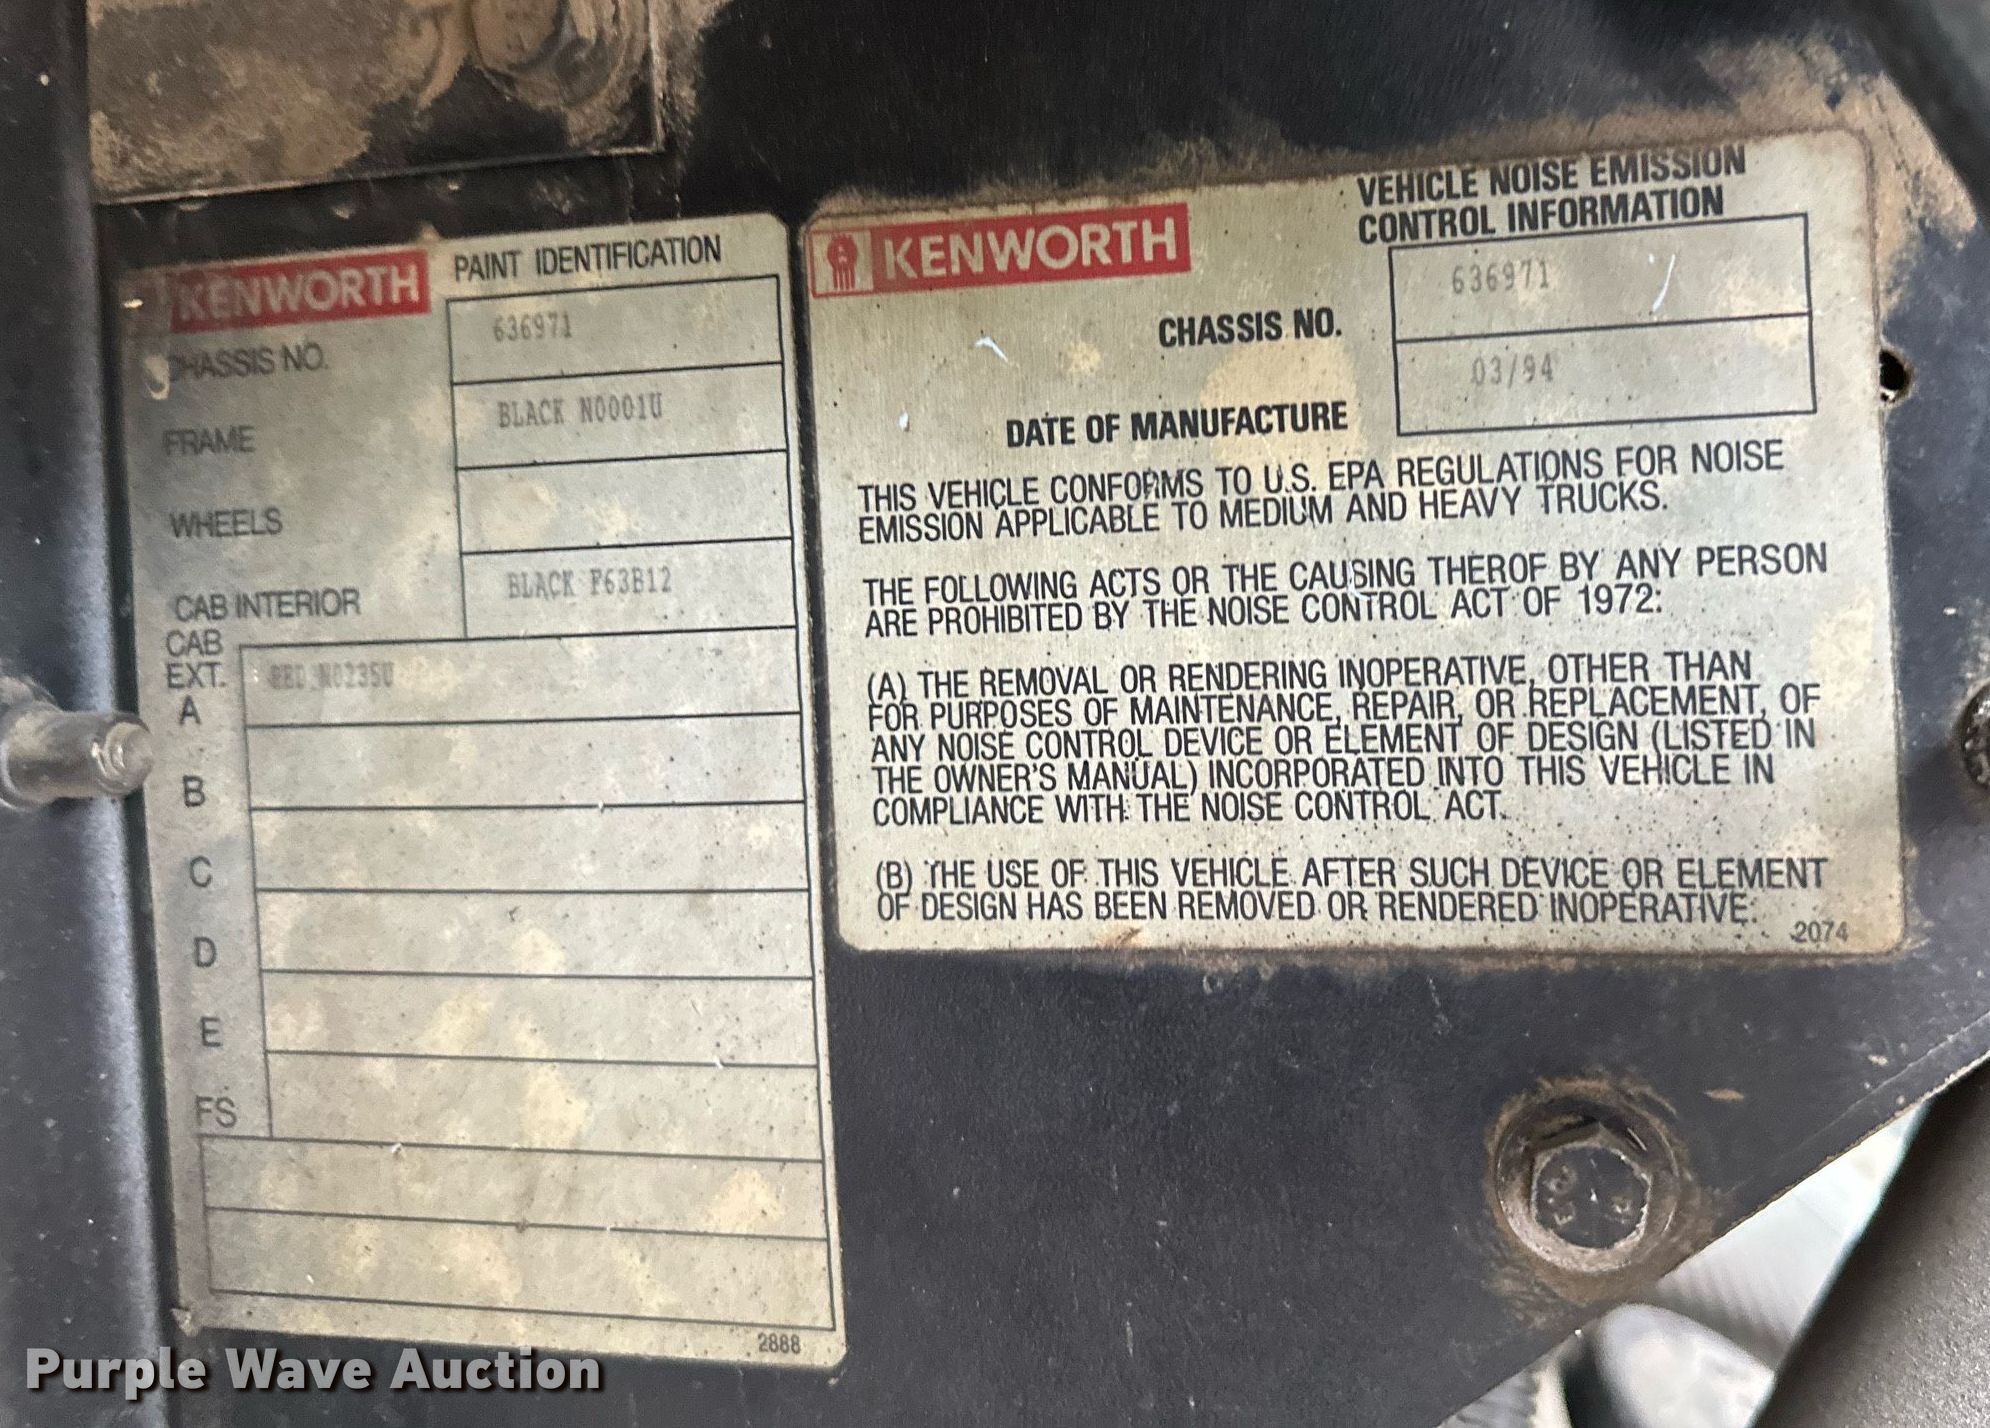 KENWORTH PAINT IDENTIFICATION
CHASSIS NO. 636971
FRAME BLACK N0001U
WHEELS
CAB INTERIOR BLACK F63B12
CAB
EXT.
A RED N0235U
B
C
D
E
FS
2888
KENWORTH
VEHICLE NOISE EMISSION
CONTROL INFORMATION
CHASSIS NO. 636971
DATE OF MANUFACTURE 03/94
THIS VEHICLE CONFORMS TO U.S. EPA REGULATIONS FOR NOISE
EMISSION APPLICABLE TO MEDIUM AND HEAVY TRUCKS.
THE FOLLOWING ACTS OR THE CAUSING THEROF BY ANY PERSON
ARE PROHIBITED BY THE NOISE CONTROL ACT OF 1972:
(A) THE REMOVAL OR RENDERING INOPERATIVE, OTHER THAN
FOR PURPOSES OF MAINTENANCE, REPAIR, OR REPLACEMENT, OF
ANY NOISE CONTROL DEVICE OR ELEMENT OF DESIGN (LISTED IN
THE OWNER'S MANUAL) INCORPORATED INTO THIS VEHICLE IN
COMPLIANCE WITH THE NOISE CONTROL ACT.
(B) THE USE OF THIS VEHICLE AFTER SUCH DEVICE OR ELEMENT
OF DESIGN HAS BEEN REMOVED OR RENDERED INOPERATIVE.
2074
Purple Wave Auction